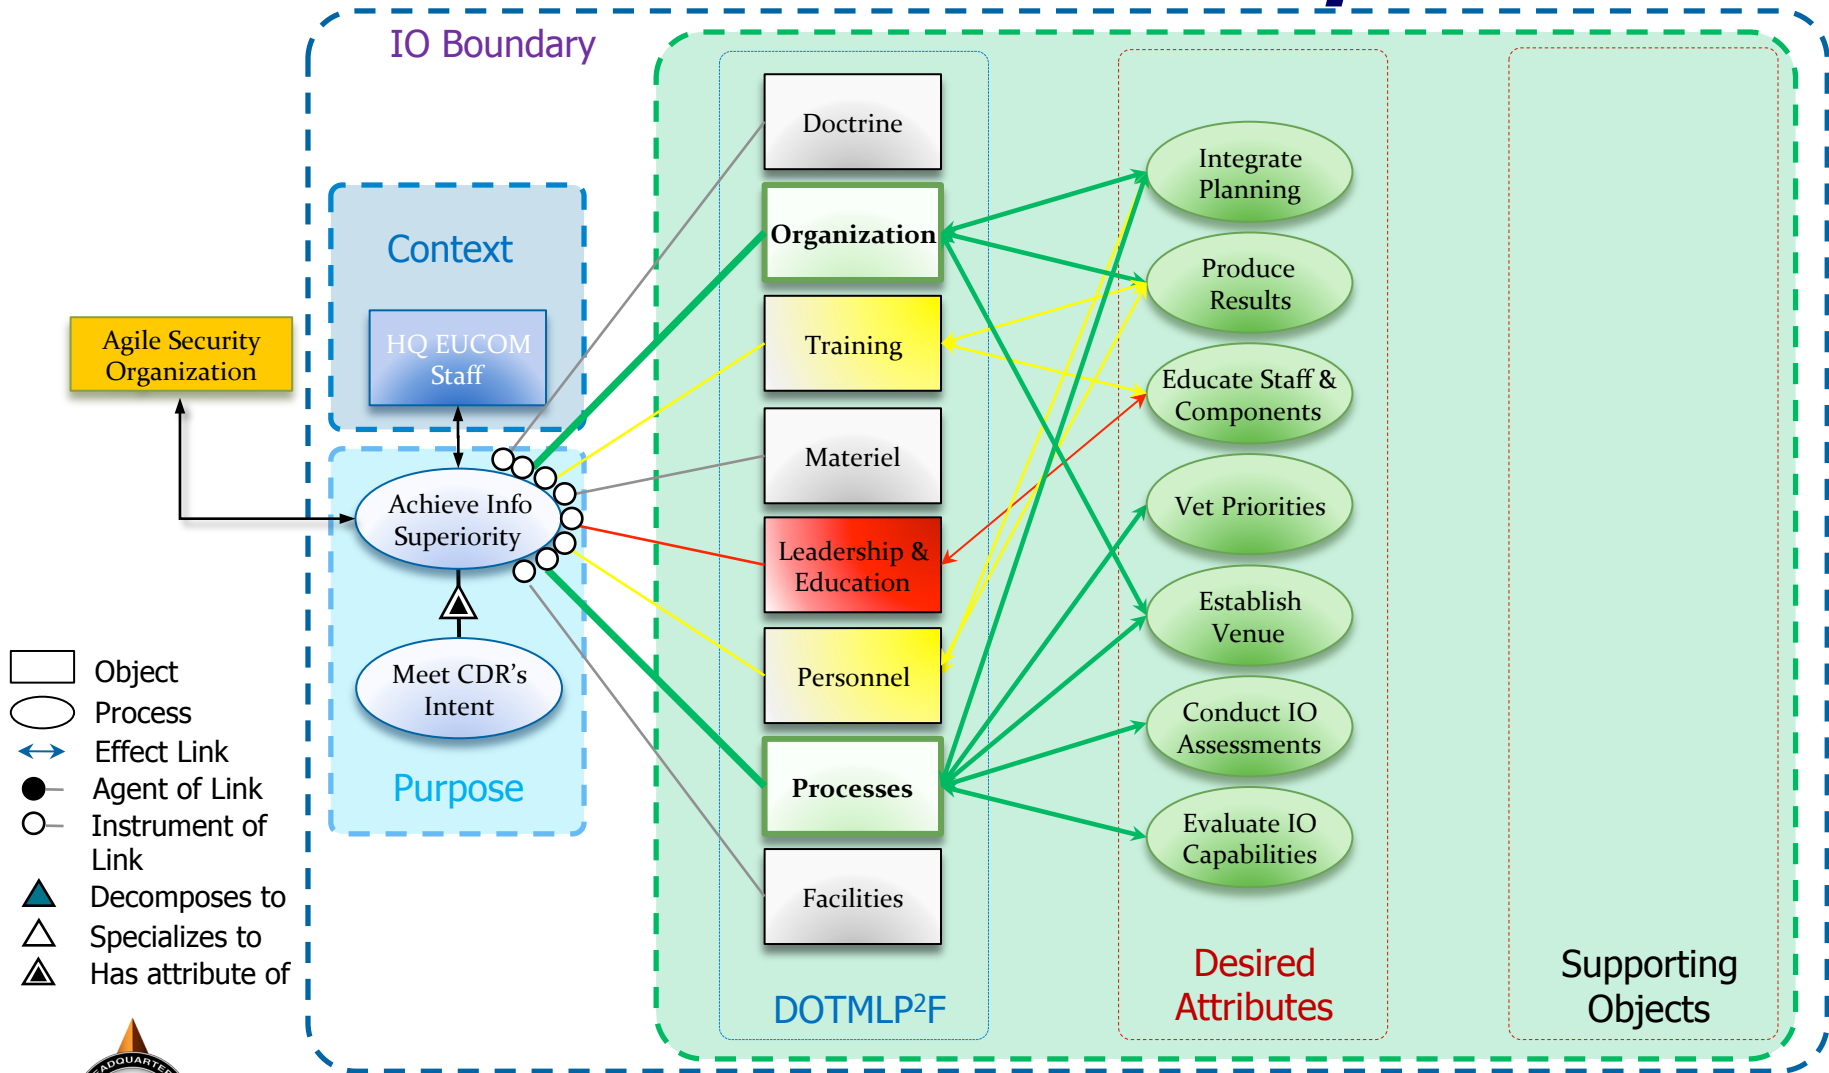 IO Boundary
Context
HQ EUCOM
Staff
Agile Security
Organization
Achieve Info
Superiority
Meet CDR's
Intent
Purpose
Object
Process
Effect Link
Agent of Link
Instrument of
Link
Decomposes to
Specializes to
Has attribute of
Doctrine
Organization
Training
Materiel
Leadership &
Education
Personnel
Processes
Facilities
DOTMLP²F
Integrate
Planning
Produce
Results
Educate Staff &
Components
Vet Priorities
Establish
Venue
Conduct IO
Assessments
Evaluate IO
Capabilities
Desired
Attributes
Supporting
Objects